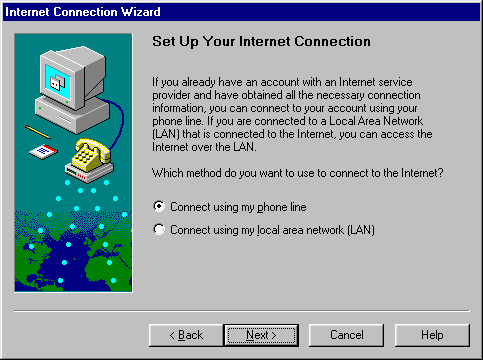 Internet Connection Wizard
Set Up Your Internet Connection
If you already have an account with an Internet service
provider and have obtained all the necessary connection
information, you can connect to your account using your
phone line. If you are connected to a Local Area Network
(LAN) that is connected to the Internet, you can access the
Internet over the LAN.
Which method do you want to use to connect to the Internet?
Connect using my phone line
Connect using my local area network (LAN)
< Back Next > Cancel Help